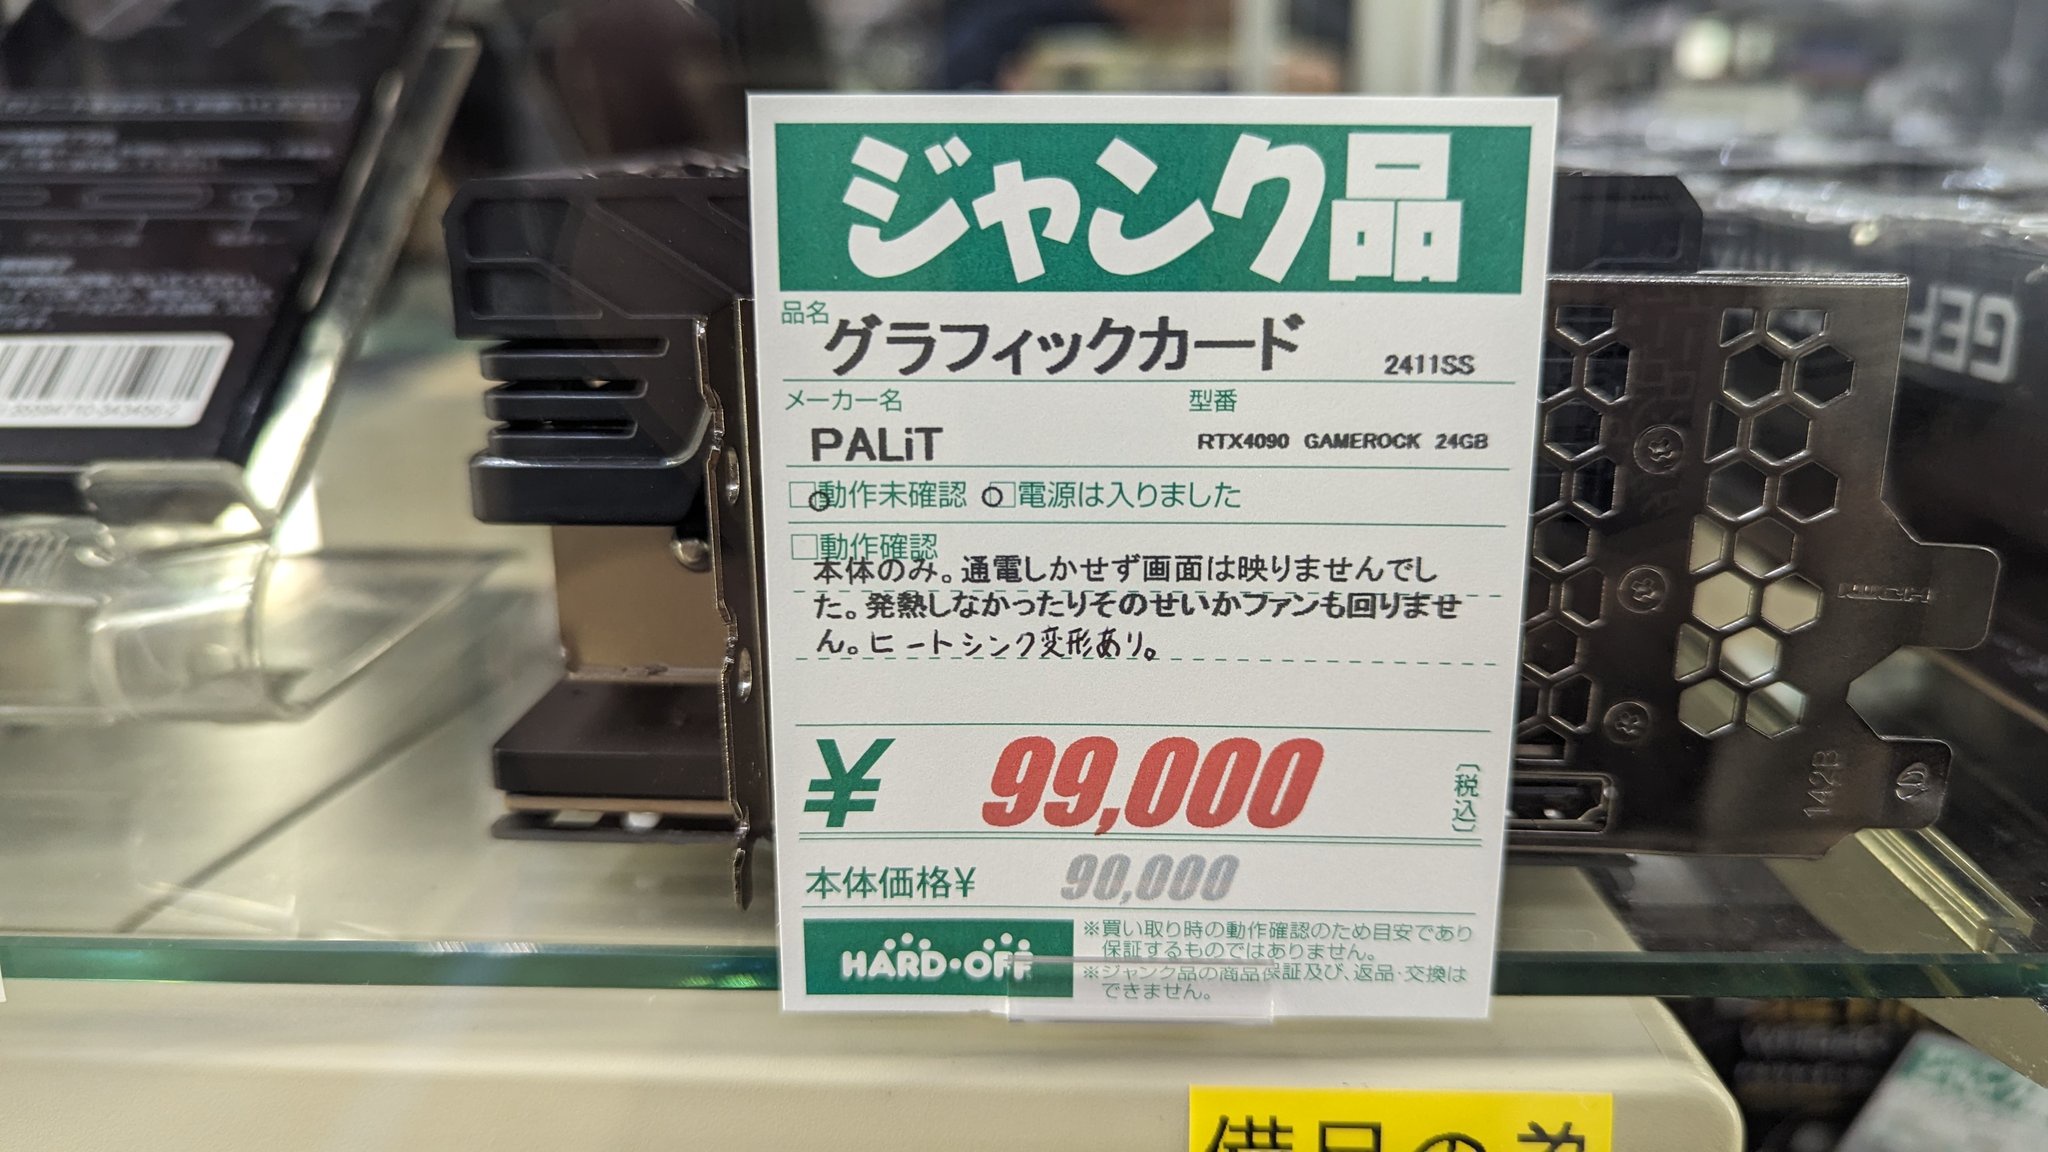 ジャンク品
品名
グラフィックカード 2411SS
メーカー名 型番
PALiT RTX4090 GAMEROCK 24GB
□動作未確認 □電源は入りました
□動作確認
本体のみ。通電しかせず画面は映りませんでし
た。発熱しなかったりそのせいかファンも回りませ
ん。ヒートシンク変形あり。
¥ 99,000 〔税込〕
本体価格¥ 90,000
HARD・OFF
※買い取り時の動作確認のため目安であり
保証するものではありません。
※ジャンク品の商品保証及び、返品・交換は
できません。
142B
GEF